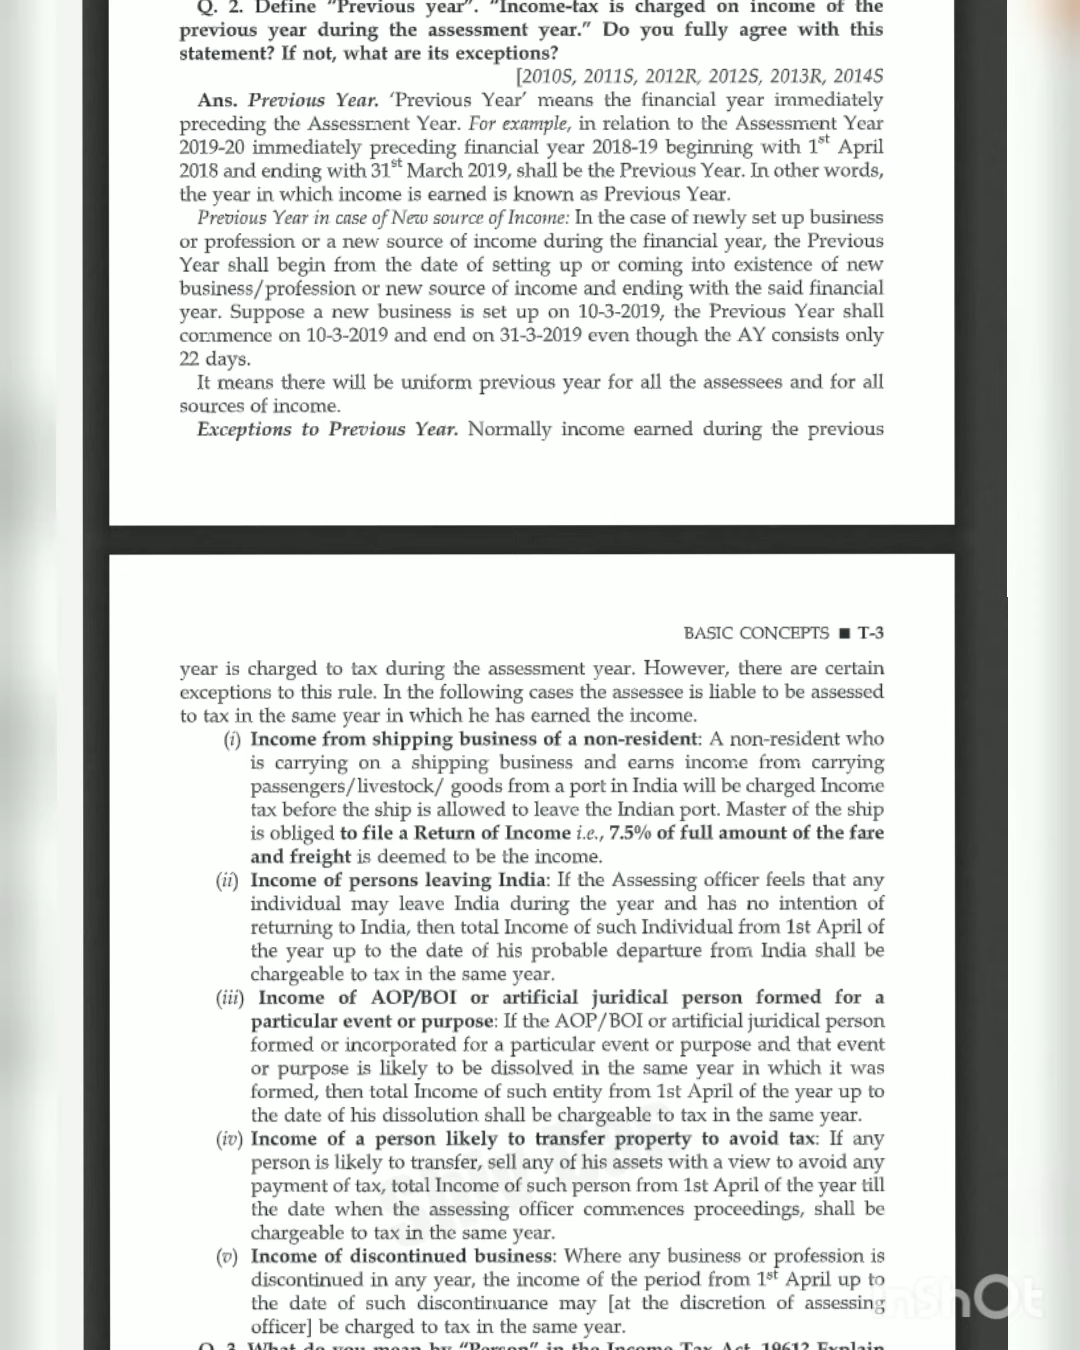 Q. 2. Define "Previous year". "Income-tax is charged on income of the
previous year during the assessment year." Do you fully agree with this
statement? If not, what are its exceptions?
[2010S, 2011S, 2012R, 2012S, 2013R, 2014S
Ans. Previous Year. 'Previous Year' means the financial year immediately
preceding the Assessment Year. For example, in relation to the Assessment Year
2019-20 immediately preceding financial year 2018-19 beginning with 1st April
2018 and ending with 31st March 2019, shall be the Previous Year. In other words,
the year in which income is earned is known as Previous Year.
Previous Year in case of New source of Income: In the case of newly set up business
or profession or a new source of income during the financial year, the Previous
Year shall begin from the date of setting up or coming into existence of new
business/profession or new source of income and ending with the said financial
year. Suppose a new business is set up on 10-3-2019, the Previous Year shall
commence on 10-3-2019 and end on 31-3-2019 even though the AY consists only
22 days.
It means there will be uniform previous year for all the assessees and for all
sources of income.
Exceptions to Previous Year. Normally income earned during the previous
BASIC CONCEPTS ■ T-3
year is charged to tax during the assessment year. However, there are certain
exceptions to this rule. In the following cases the assessee is liable to be assessed
to tax in the same year in which he has earned the income.
(i) Income from shipping business of a non-resident: A non-resident who
is carrying on a shipping business and earns income from carrying
passengers/livestock/ goods from a port in India will be charged Income
tax before the ship is allowed to leave the Indian port. Master of the ship
is obliged to file a Return of Income i.e., 7.5% of full amount of the fare
and freight is deemed to be the income.
(ii) Income of persons leaving India: If the Assessing officer feels that any
individual may leave India during the year and has no intention of
returning to India, then total Income of such Individual from 1st April of
the year up to the date of his probable departure from India shall be
chargeable to tax in the same year.
(iii) Income of AOP/BOI or artificial juridical person formed for a
particular event or purpose: If the AOP/BOI or artificial juridical person
formed or incorporated for a particular event or purpose and that event
or purpose is likely to be dissolved in the same year in which it was
formed, then total Income of such entity from 1st April of the year up to
the date of his dissolution shall be chargeable to tax in the same year.
(iv) Income of a person likely to transfer property to avoid tax: If any
person is likely to transfer, sell any of his assets with a view to avoid any
payment of tax, total Income of such person from 1st April of the year till
the date when the assessing officer commences proceedings, shall be
chargeable to tax in the same year.
(v) Income of discontinued business: Where any business or profession is
discontinued in any year, the income of the period from 1st April up to
the date of such discontinuance may [at the discretion of assessing
officer] be charged to tax in the same year.
Q. 3. What do you mean by "Person" in the Income Tax Act, 1961? Explain
InShOt